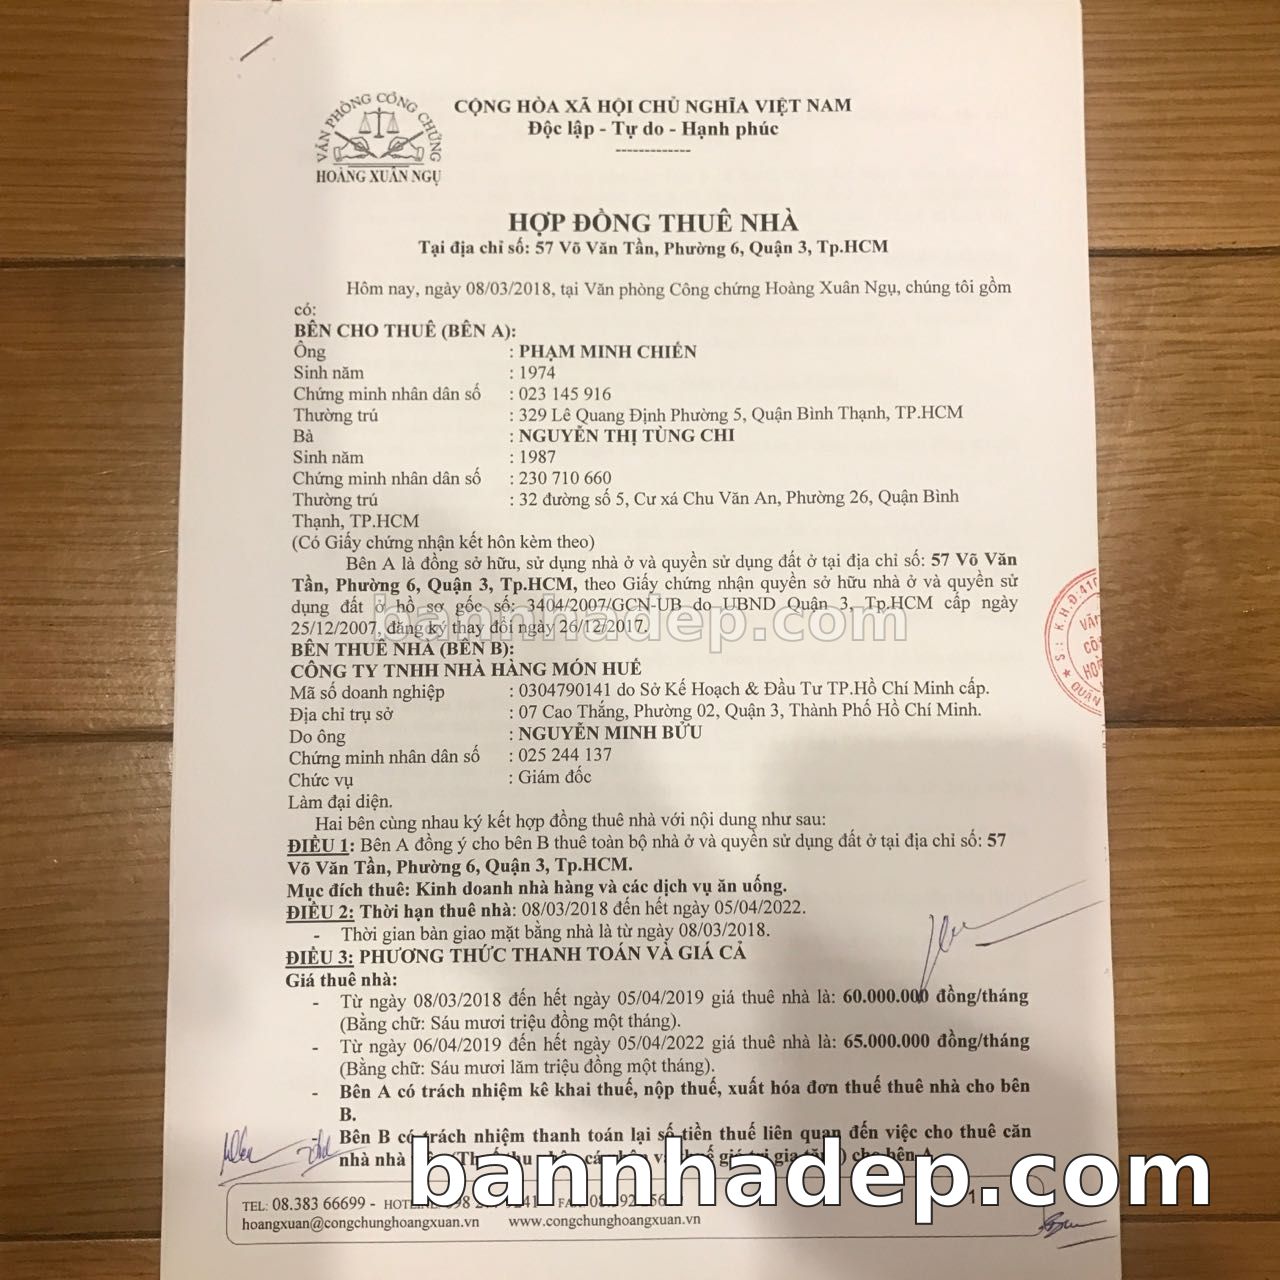 VĂN PHÒNG CÔNG CHỨNG
HOÀNG XUÂN NGỤ
CỘNG HÒA XÃ HỘI CHỦ NGHĨA VIỆT NAM
Độc lập - Tự do - Hạnh phúc
-------------
HỢP ĐỒNG THUÊ NHÀ
Tại địa chỉ số: 57 Võ Văn Tần, Phường 6, Quận 3, Tp.HCM
Hôm nay, ngày 08/03/2018, tại Văn phòng Công chứng Hoàng Xuân Ngụ, chúng tôi gồm
có:
BÊN CHO THUÊ (BÊN A):
Ông : PHẠM MINH CHIẾN
Sinh năm : 1974
Chứng minh nhân dân số : 023 145 916
Thường trú : 329 Lê Quang Định Phường 5, Quận Bình Thạnh, TP.HCM
Bà : NGUYỄN THỊ TÙNG CHI
Sinh năm : 1987
Chứng minh nhân dân số : 230 710 660
Thường trú : 32 đường số 5, Cư xá Chu Văn An, Phường 26, Quận Bình
Thạnh, TP.HCM
(Có Giấy chứng nhận kết hôn kèm theo)
Bên A là đồng sở hữu, sử dụng nhà ở và quyền sử dụng đất ở tại địa chỉ số: 57 Võ Văn
Tần, Phường 6, Quận 3, Tp.HCM, theo Giấy chứng nhận quyền sở hữu nhà ở và quyền sử
dụng đất ở hồ sơ gốc số: 3404/2007/GCN-UB do UBND Quận 3, Tp.HCM cấp ngày
25/12/2007, đăng ký thay đổi ngày 26/12/2017.
bannhadep.com
BÊN THUÊ NHÀ (BÊN B):
CÔNG TY TNHH NHÀ HÀNG MÓN HUẾ
Mã số doanh nghiệp : 0304790141 do Sở Kế Hoạch & Đầu Tư TP.Hồ Chí Minh cấp.
Địa chỉ trụ sở : 07 Cao Thắng, Phường 02, Quận 3, Thành Phố Hồ Chí Minh.
Do ông : NGUYỄN MINH BỬU
Chứng minh nhân dân số : 025 244 137
Chức vụ : Giám đốc
Làm đại diện.
Hai bên cùng nhau ký kết hợp đồng thuê nhà với nội dung như sau:
ĐIỀU 1: Bên A đồng ý cho bên B thuê toàn bộ nhà ở và quyền sử dụng đất ở tại địa chỉ số: 57
Võ Văn Tần, Phường 6, Quận 3, Tp.HCM.
Mục đích thuê: Kinh doanh nhà hàng và các dịch vụ ăn uống.
ĐIỀU 2: Thời hạn thuê nhà: 08/03/2018 đến hết ngày 05/04/2022.
- Thời gian bàn giao mặt bằng nhà là từ ngày 08/03/2018.
ĐIỀU 3: PHƯƠNG THỨC THANH TOÁN VÀ GIÁ CẢ
Giá thuê nhà:
- Từ ngày 08/03/2018 đến hết ngày 05/04/2019 giá thuê nhà là: 60.000.000 đồng/tháng
(Bằng chữ: Sáu mươi triệu đồng một tháng).
- Từ ngày 06/04/2019 đến hết ngày 05/04/2022 giá thuê nhà là: 65.000.000 đồng/tháng
(Bằng chữ: Sáu mươi lăm triệu đồng một tháng).
- Bên A có trách nhiệm kê khai thuế, nộp thuế, xuất hóa đơn thuế thuê nhà cho bên
B.
Bên B có trách nhiệm thanh toán lại số tiền thuế liên quan đến việc cho thuê căn
nhà
bannhadep.com
TEL: 08.383 66699 - 1
hoangxuan@congchunghoangxuan.vn www.congchunghoangxuan.vn